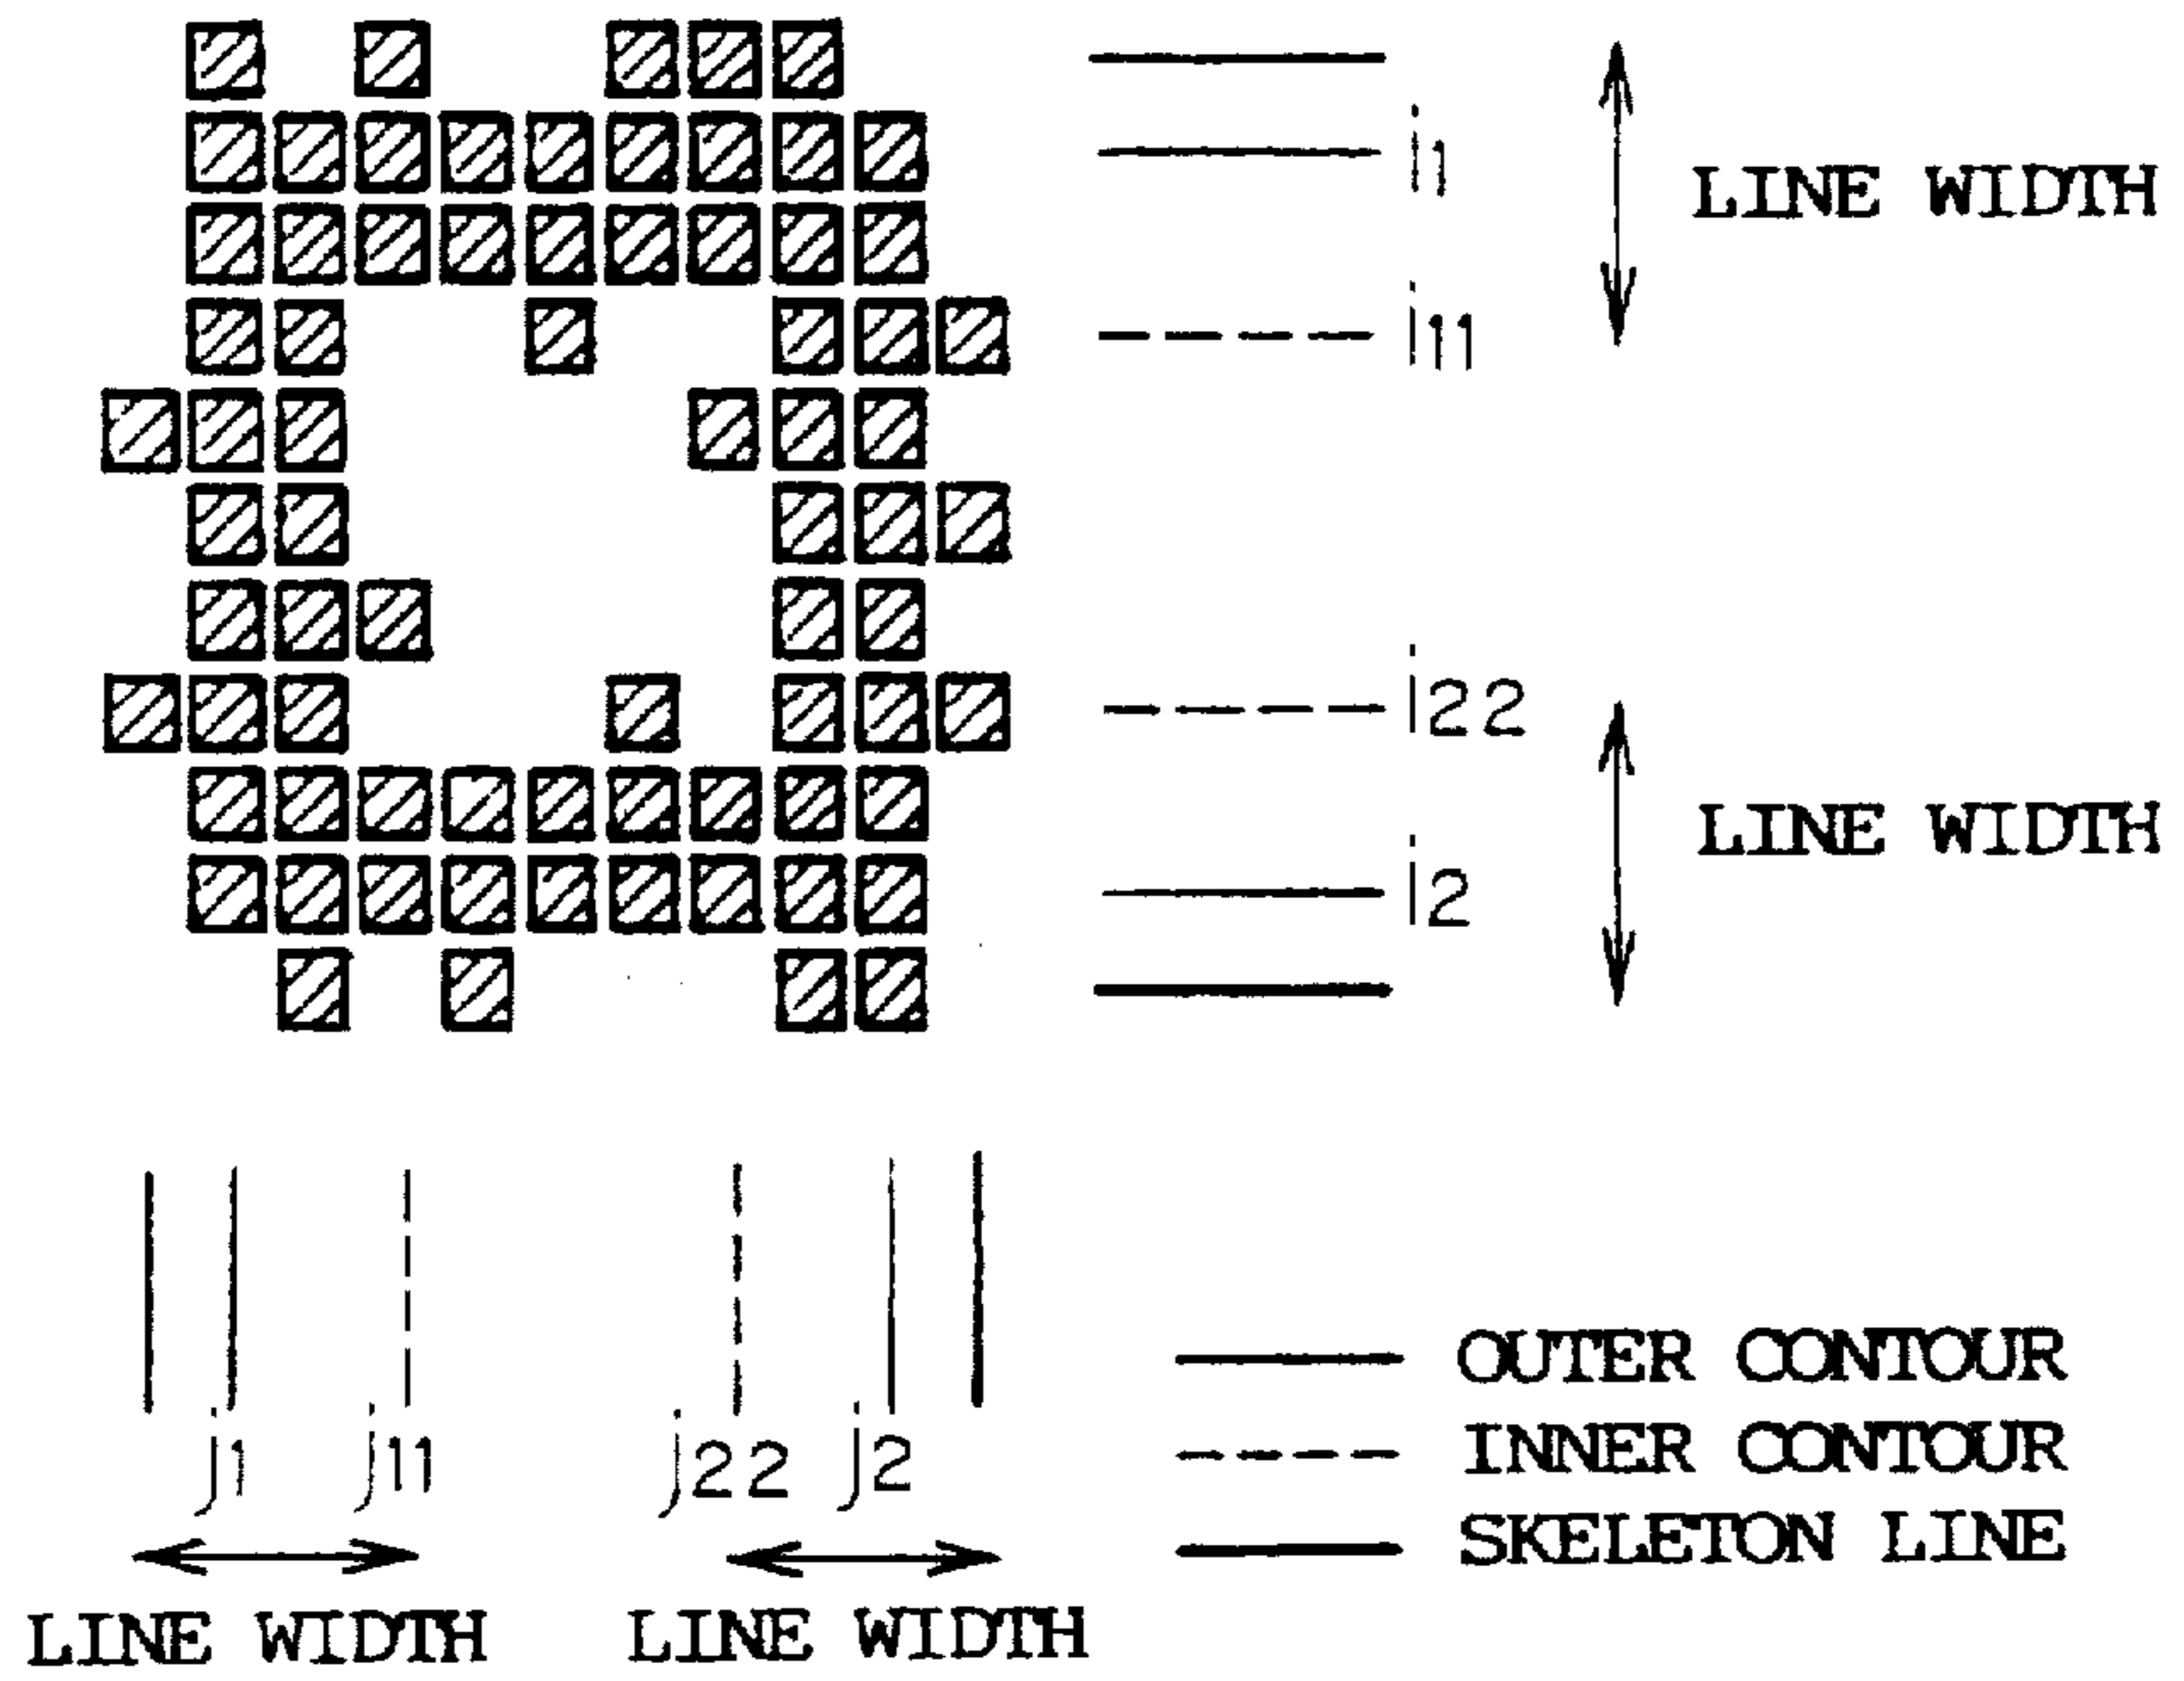 i1
LINE WIDTH
i11
i22
LINE WIDTH
i2
j1 j11 j22 j2
LINE WIDTH LINE WIDTH
OUTER CONTOUR
INNER CONTOUR
SKELETON LINE